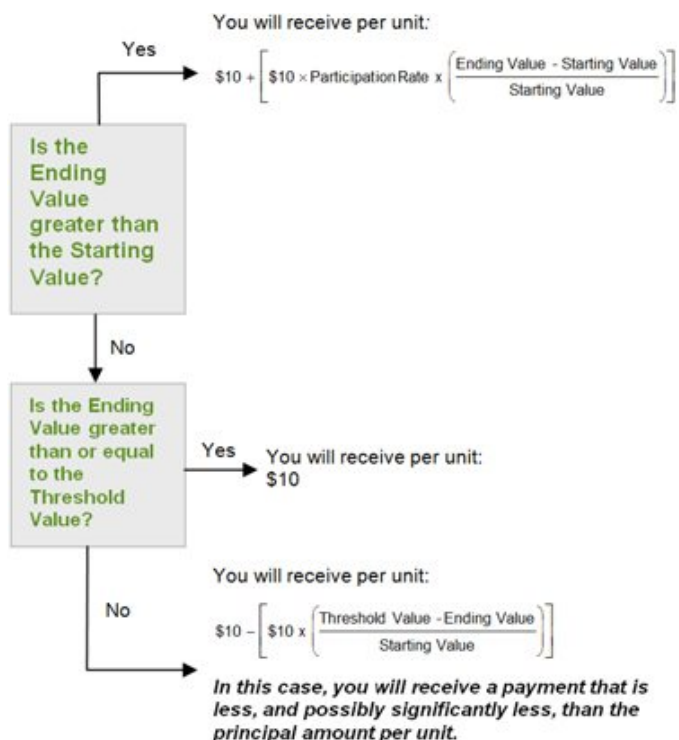 You will receive per unit:
Yes
$10 + [ $10 × Participation Rate x ( Ending Value - Starting Value
Starting Value ) ]
Is the
Ending
Value
greater than
the Starting
Value?
No
Is the Ending
Value greater
than or equal
to the
Threshold
Value?
Yes
You will receive per unit:
$10
No
You will receive per unit:
$10 – [ $10 x ( Threshold Value - Ending Value
Starting Value ) ]
In this case, you will receive a payment that is
less, and possibly significantly less, than the
principal amount per unit.